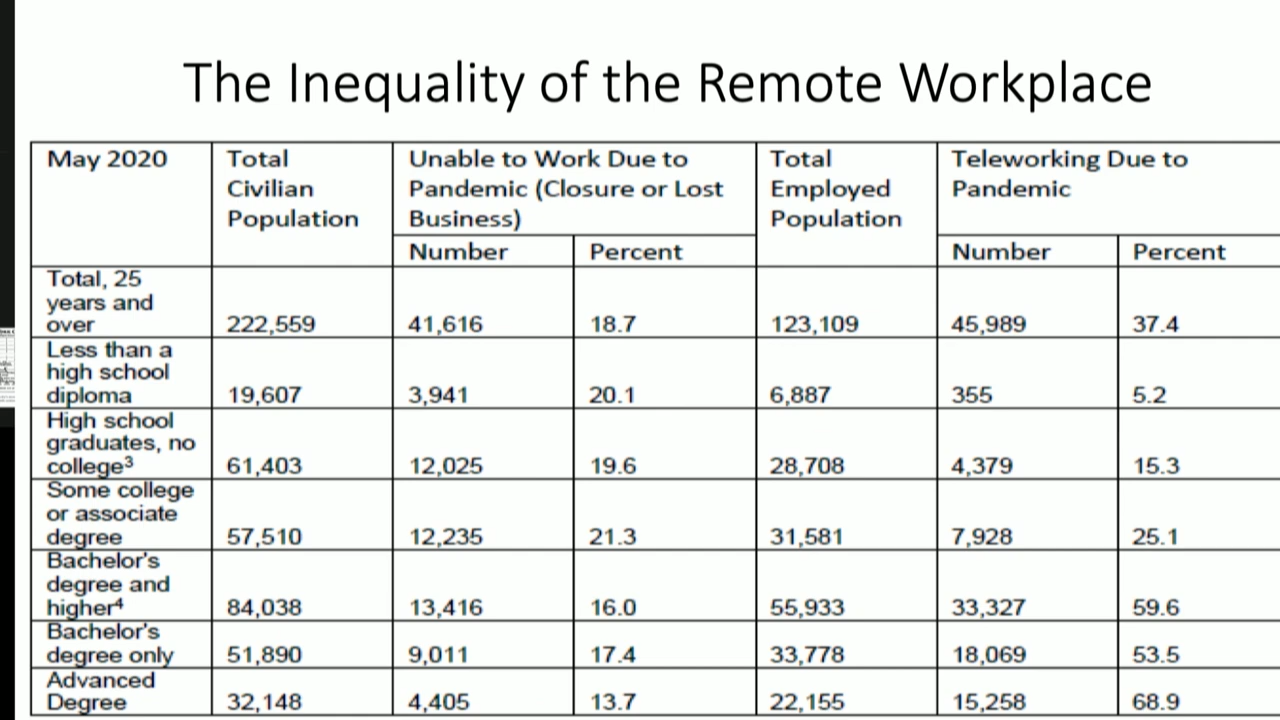 The Inequality of the Remote Workplace
May 2020
Total
Civilian
Population
Unable to Work Due to
Pandemic (Closure or Lost
Business)
Total
Employed
Population
Teleworking Due to
Pandemic
Number Percent Number Percent
Total, 25
years and
over 222,559 41,616 18.7 123,109 45,989 37.4
Less than a
high school
diploma 19,607 3,941 20.1 6,887 355 5.2
High school
graduates, no
college³ 61,403 12,025 19.6 28,708 4,379 15.3
Some college
or associate
degree 57,510 12,235 21.3 31,581 7,928 25.1
Bachelor's
degree and
higher⁴ 84,038 13,416 16.0 55,933 33,327 59.6
Bachelor's
degree only 51,890 9,011 17.4 33,778 18,069 53.5
Advanced
Degree 32,148 4,405 13.7 22,155 15,258 68.9